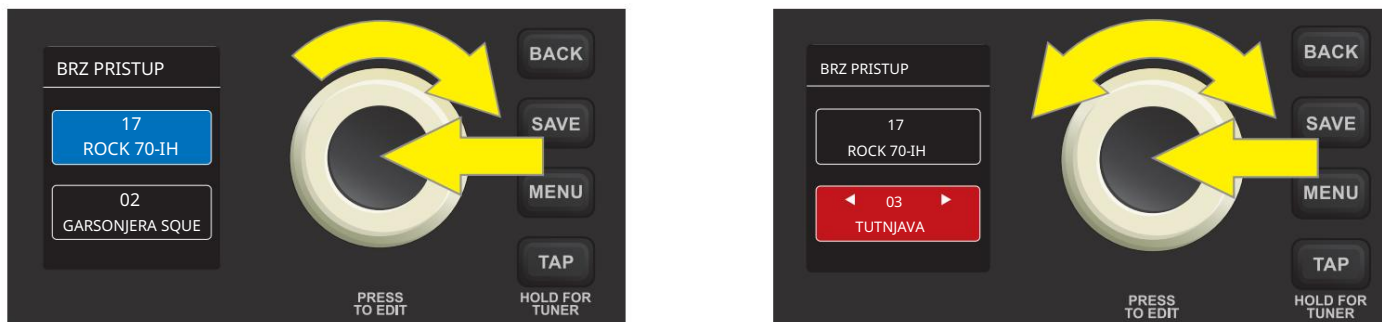 BRZ PRISTUP
17
ROCK 70-IH
02
GARSONJERA SQUE
BACK
SAVE
MENU
TAP
PRESS
TO EDIT
HOLD FOR
TUNER
BRZ PRISTUP
17
ROCK 70-IH
03
TUTNJAVA
BACK
SAVE
MENU
TAP
PRESS
TO EDIT
HOLD FOR
TUNER